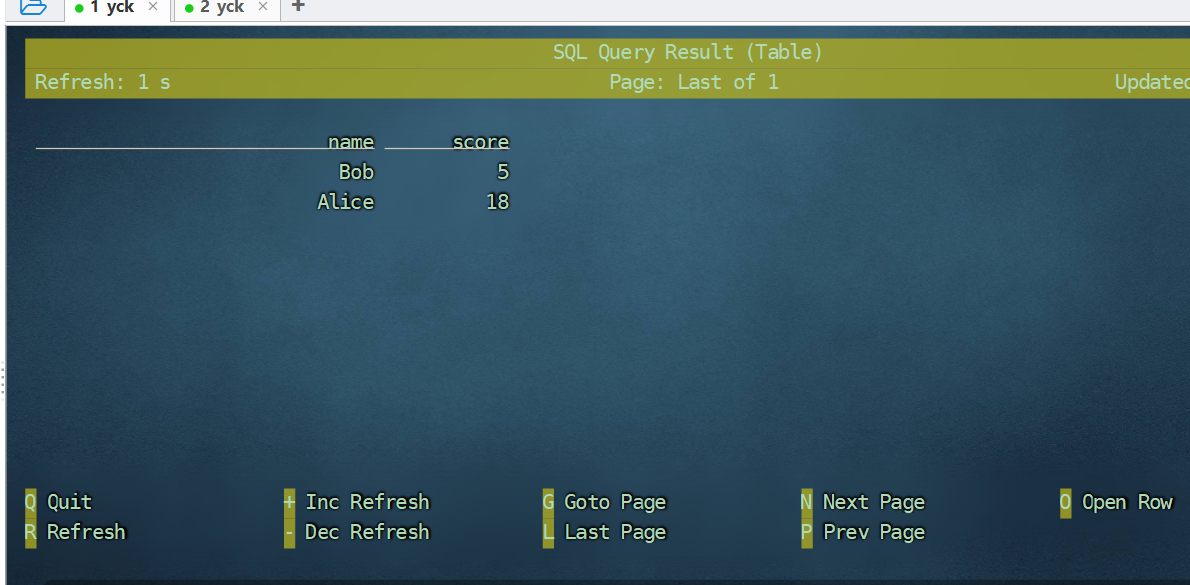 1 yck × 2 yck × +
SQL Query Result (Table)
Refresh: 1 s Page: Last of 1 Updated
name score
Bob 5
Alice 18
Q Quit + Inc Refresh G Goto Page N Next Page O Open Row
R Refresh - Dec Refresh L Last Page P Prev Page